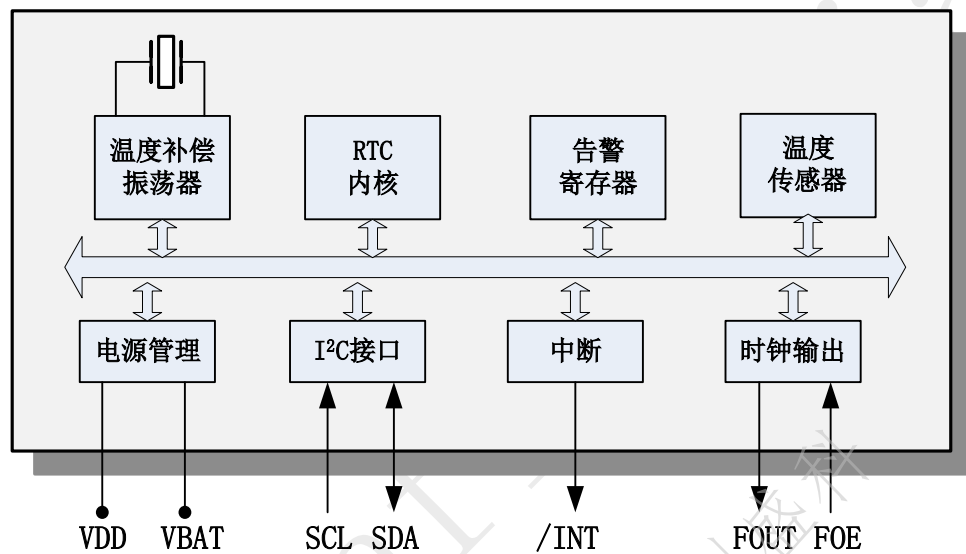 温度补偿
振荡器
RTC
内核
告警
寄存器
温度
传感器
电源管理
I²C接口
中断
时钟输出
VDD VBAT SCL SDA /INT FOUT FOE
盛科